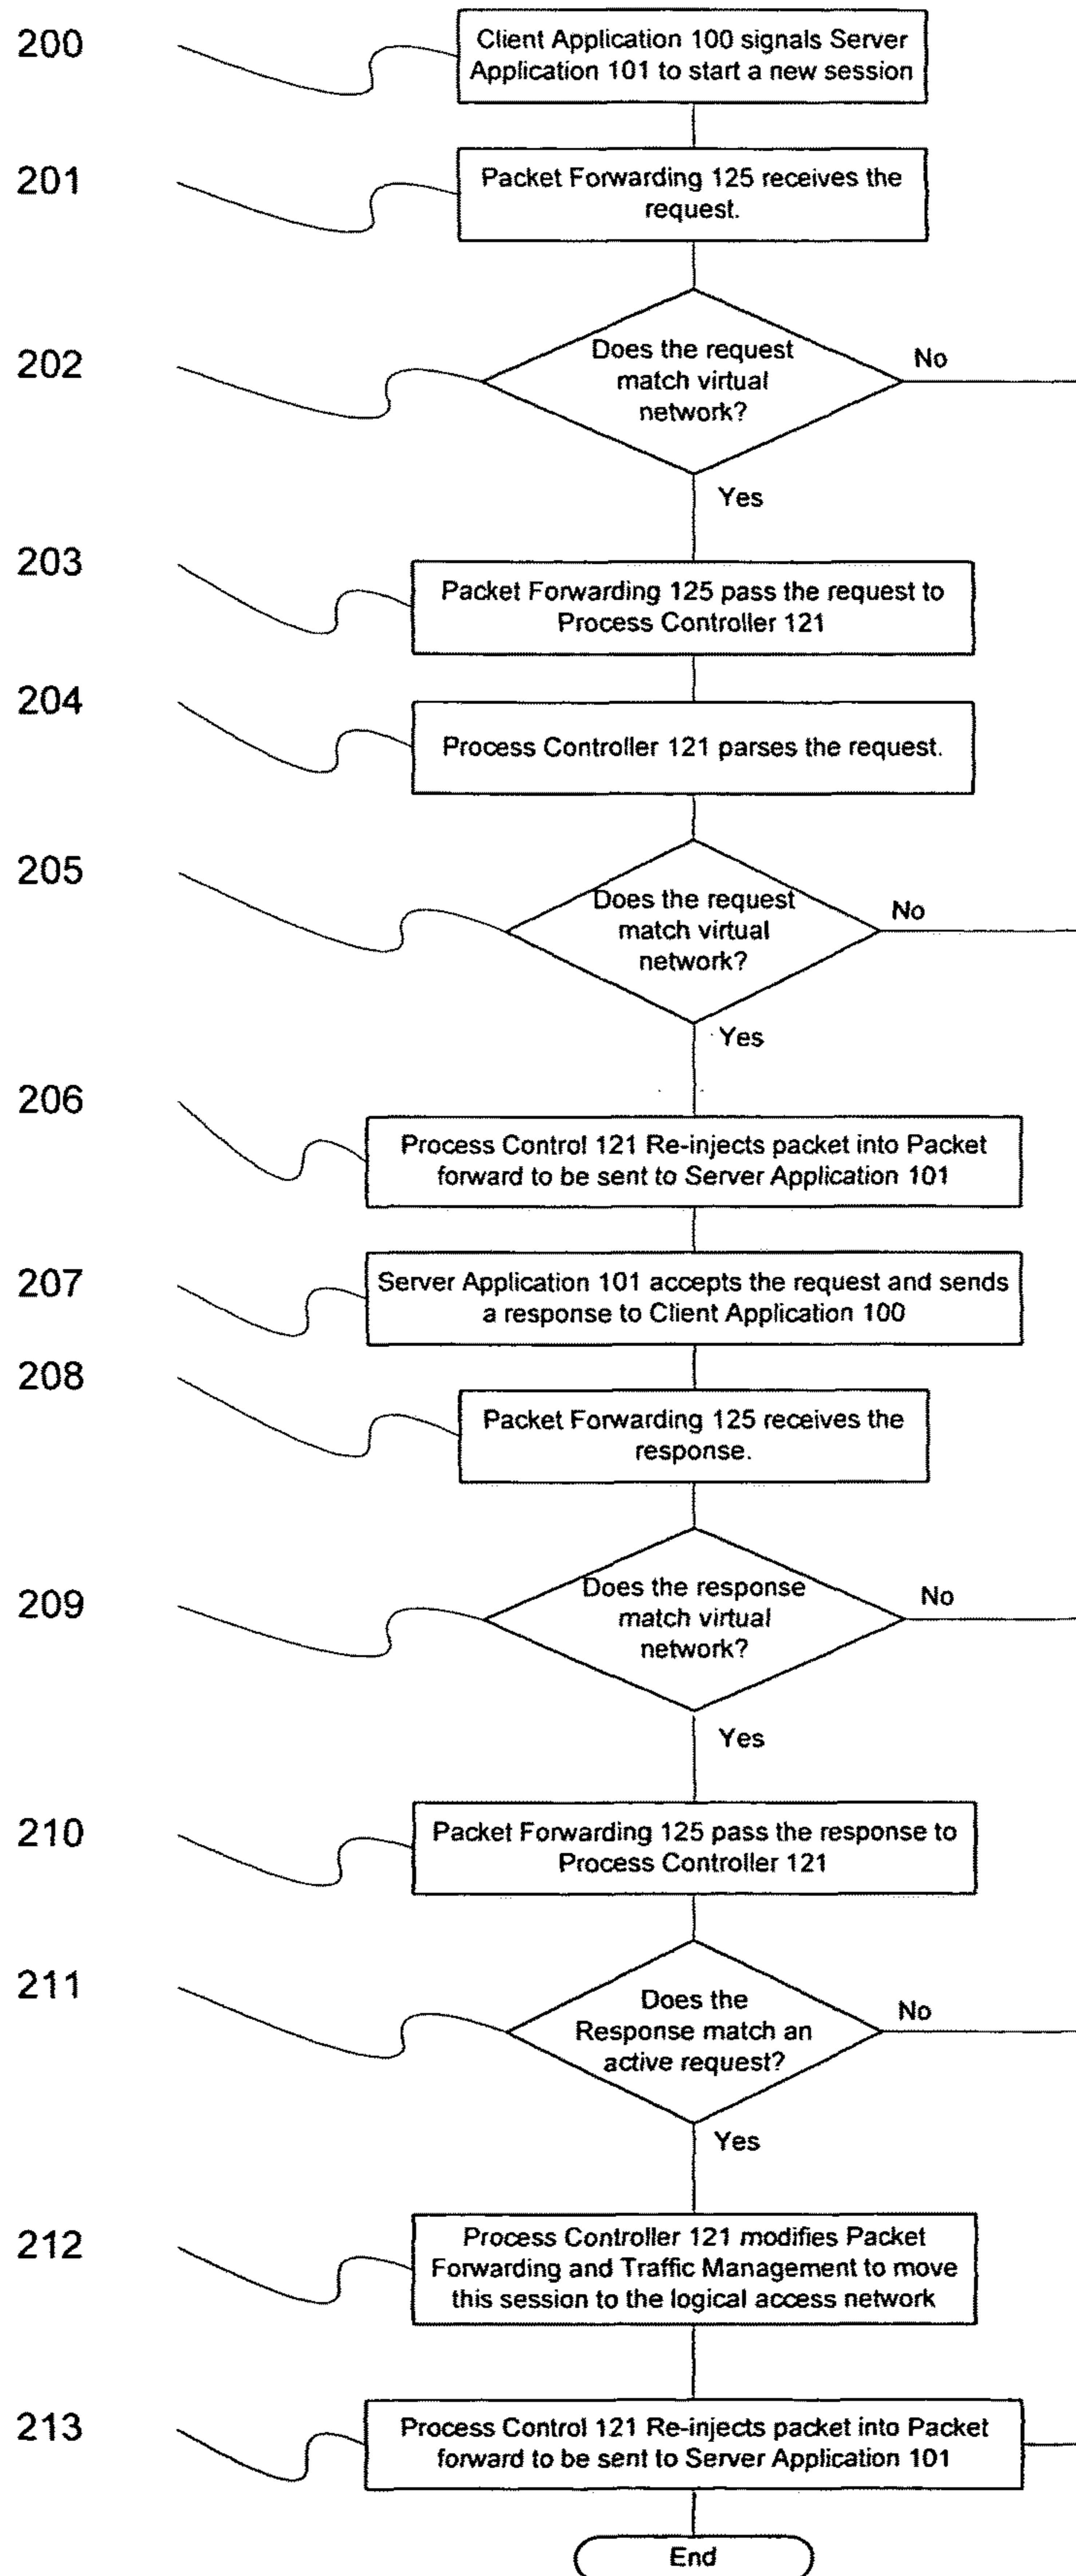 200
Client Application 100 signals Server
Application 101 to start a new session
201
Packet Forwarding 125 receives the
request.
202
Does the request
match virtual
network?
No
Yes
203
Packet Forwarding 125 pass the request to
Process Controller 121
204
Process Controller 121 parses the request.
205
Does the request
match virtual
network?
No
Yes
206
Process Control 121 Re-injects packet into Packet
forward to be sent to Server Application 101
207
Server Application 101 accepts the request and sends
a response to Client Application 100
208
Packet Forwarding 125 receives the
response.
209
Does the response
match virtual
network?
No
Yes
210
Packet Forwarding 125 pass the response to
Process Controller 121
211
Does the
Response match an
active request?
No
Yes
212
Process Controller 121 modifies Packet
Forwarding and Traffic Management to move
this session to the logical access network
213
Process Control 121 Re-injects packet into Packet
forward to be sent to Server Application 101
End